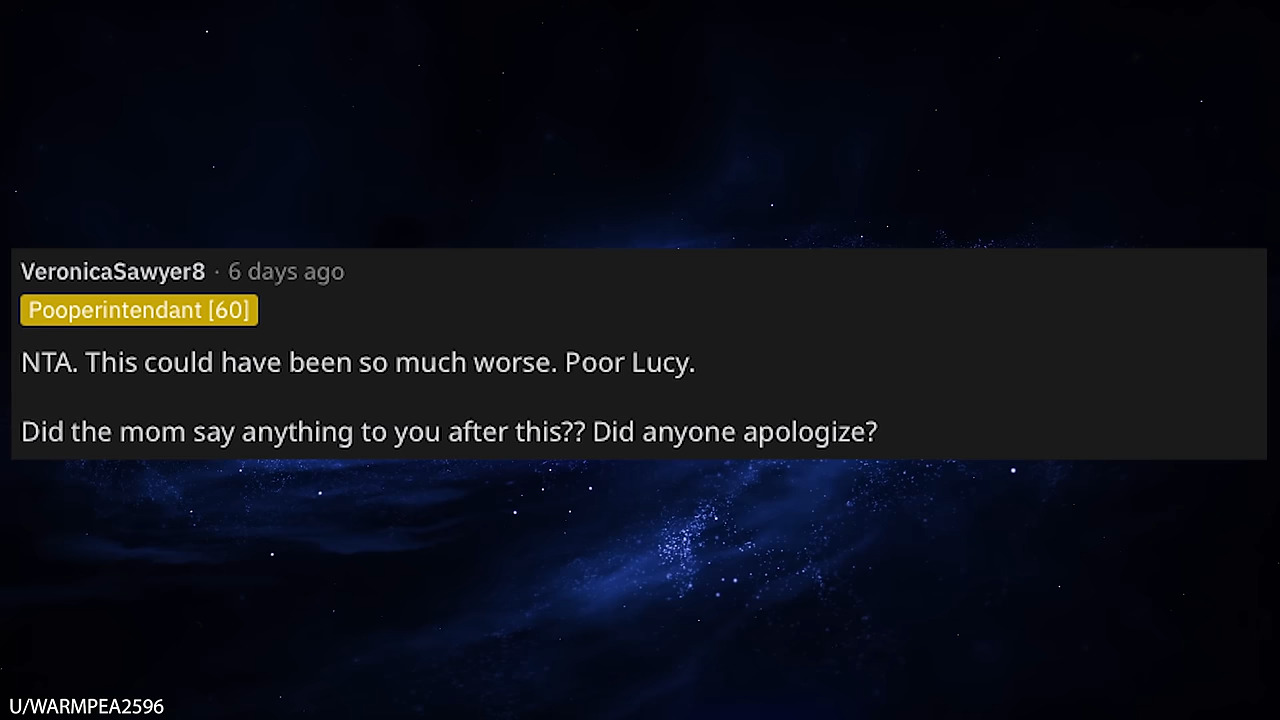 VeronicaSawyer8 · 6 days ago
Pooperintendant [60]
NTA. This could have been so much worse. Poor Lucy.
Did the mom say anything to you after this?? Did anyone apologize?
U/WARMPEA2596